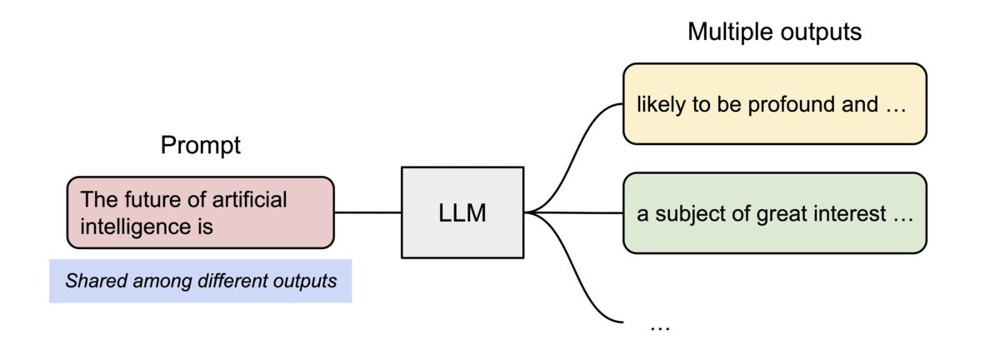 Multiple outputs
likely to be profound and …
Prompt
The future of artificial
intelligence is
LLM
a subject of great interest …
Shared among different outputs
…